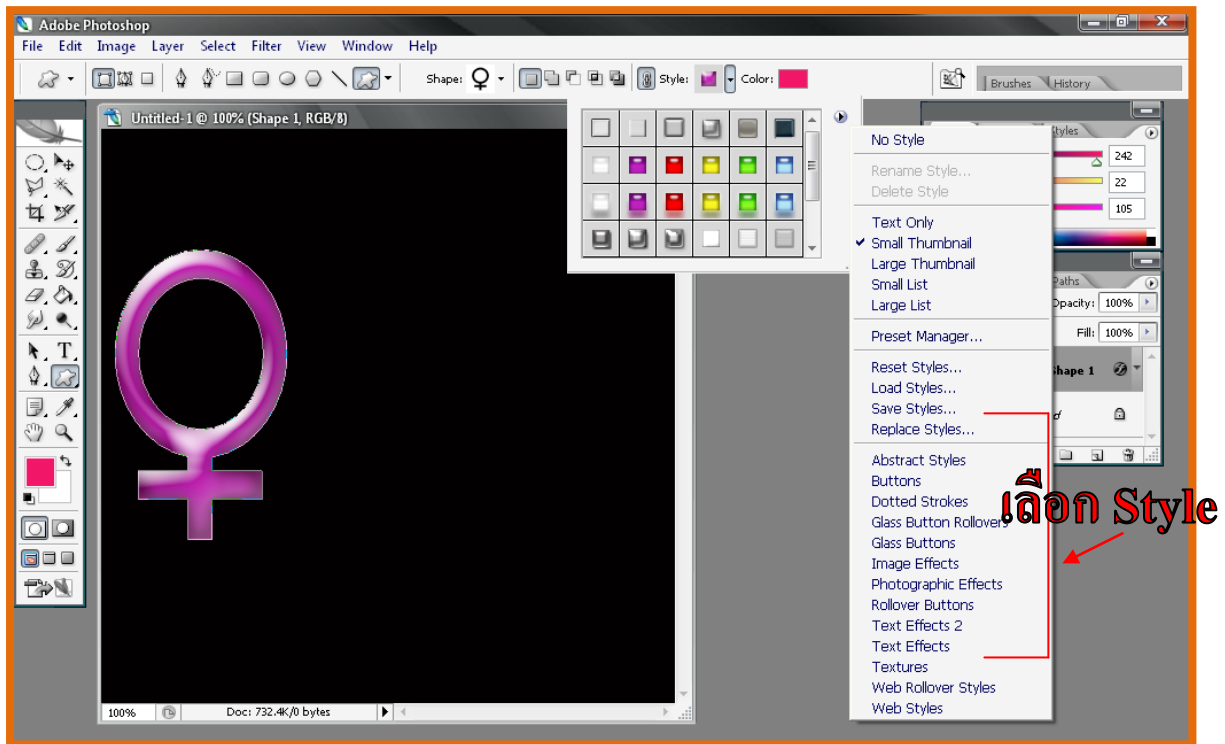 Adobe Photoshop
File Edit Image Layer Select Filter View Window Help
Shape: Style: Color:
Brushes History
Untitled-1 @ 100% (Shape 1, RGB/8)
Styles
242
22
105
No Style
Rename Style...
Delete Style
Text Only
Small Thumbnail
Large Thumbnail
Small List
Large List
Preset Manager...
Reset Styles...
Load Styles...
Save Styles...
Replace Styles...
Abstract Styles
Buttons
Dotted Strokes
Glass Button Rollovers
Glass Buttons
Image Effects
Photographic Effects
Rollover Buttons
Text Effects 2
Text Effects
Textures
Web Rollover Styles
Web Styles
Paths
Opacity: 100%
Fill: 100%
Shape 1
เลือก Style
100% Doc: 732.4K/0 bytes